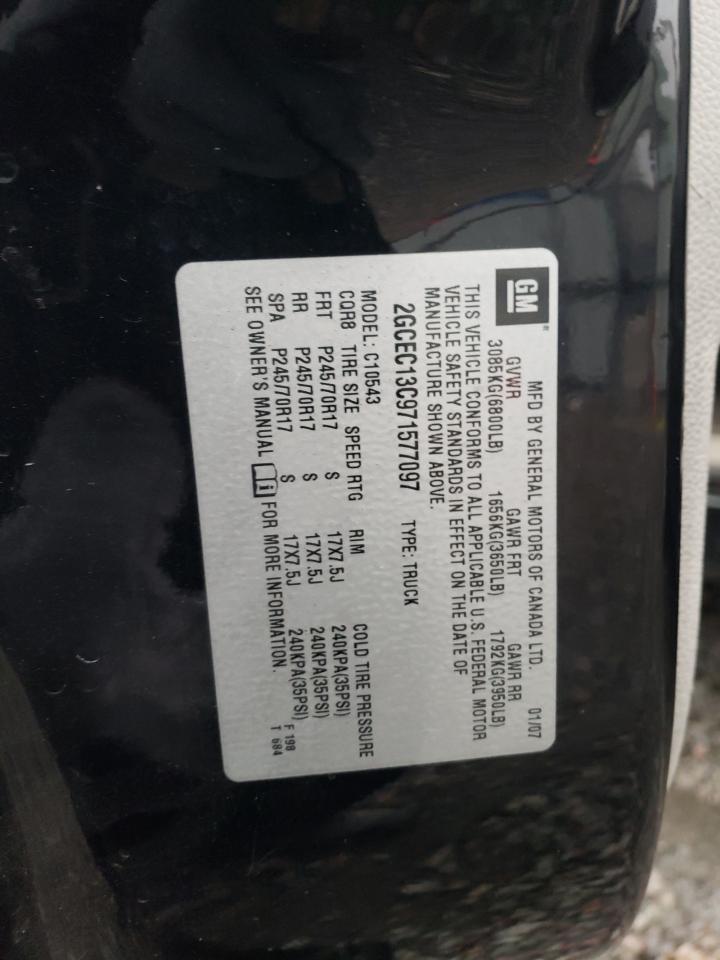 GM ®
MFD BY GENERAL MOTORS OF CANADA LTD. 01/07
GVWR GAWR FRT GAWR RR
3085KG(6800LB) 1656KG(3650LB) 1792KG(3950LB)
THIS VEHICLE CONFORMS TO ALL APPLICABLE U.S. FEDERAL MOTOR
VEHICLE SAFETY STANDARDS IN EFFECT ON THE DATE OF
MANUFACTURE SHOWN ABOVE.
2GCEC13C971577097 TYPE: TRUCK
MODEL: C10543
CQR8 TIRE SIZE SPEED RTG RIM COLD TIRE PRESSURE
FRT P245/70R17 S 17X7.5J 240KPA(35PSI)
RR P245/70R17 S 17X7.5J 240KPA(35PSI)
SPA P245/70R17 S 17X7.5J 240KPA(35PSI)
SEE OWNER'S MANUAL i FOR MORE INFORMATION.
F 198
T 684